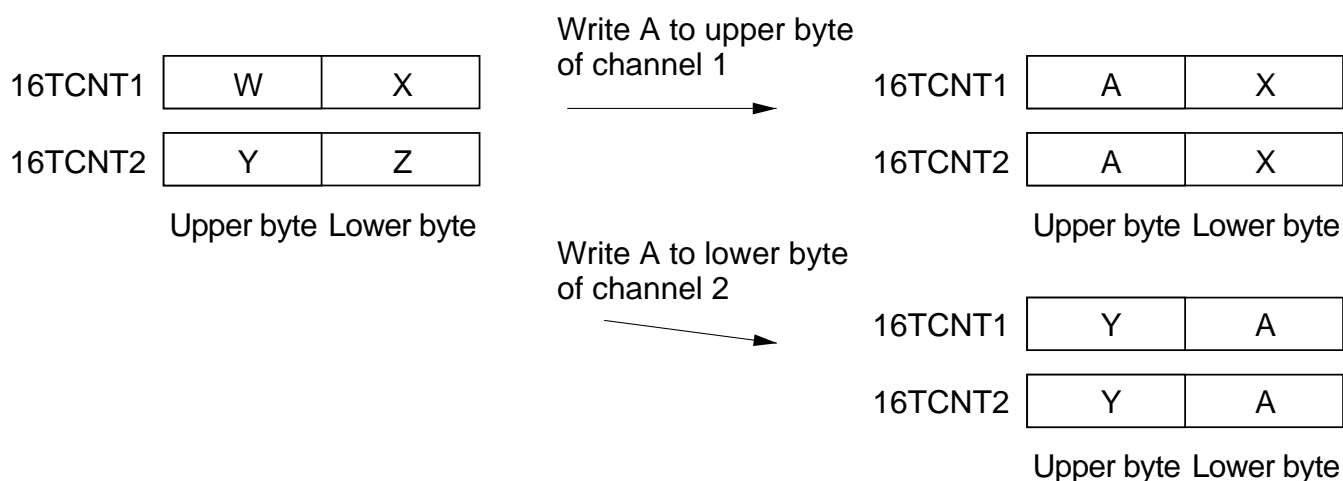 Write A to upper byte
of channel 1
16TCNT1 W X
16TCNT2 Y Z
Upper byte Lower byte
16TCNT1 A X
16TCNT2 A X
Upper byte Lower byte
Write A to lower byte
of channel 2
16TCNT1 Y A
16TCNT2 Y A
Upper byte Lower byte